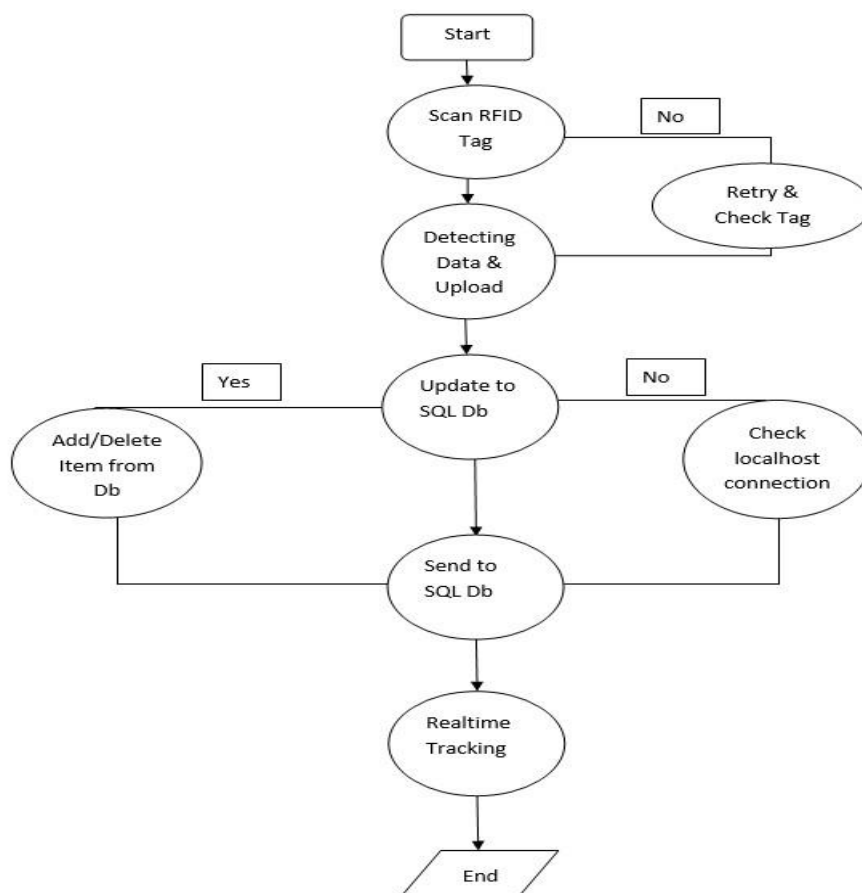 Start
Scan RFID
Tag
No
Retry &
Check Tag
Detecting
Data &
Upload
Yes
Update to
SQL Db
No
Add/Delete
Item from
Db
Check
localhost
connection
Send to
SQL Db
Realtime
Tracking
End